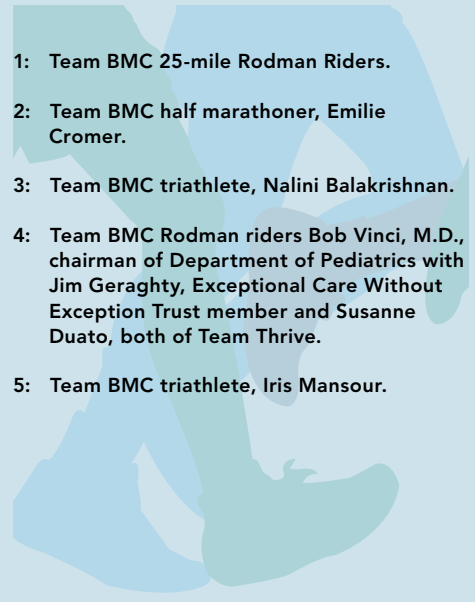 1: Team BMC 25-mile Rodman Riders.
2: Team BMC half marathoner, Emilie
Cromer.
3: Team BMC triathlete, Nalini Balakrishnan.
4: Team BMC Rodman riders Bob Vinci, M.D.,
chairman of Department of Pediatrics with
Jim Geraghty, Exceptional Care Without
Exception Trust member and Susanne
Duato, both of Team Thrive.
5: Team BMC triathlete, Iris Mansour.